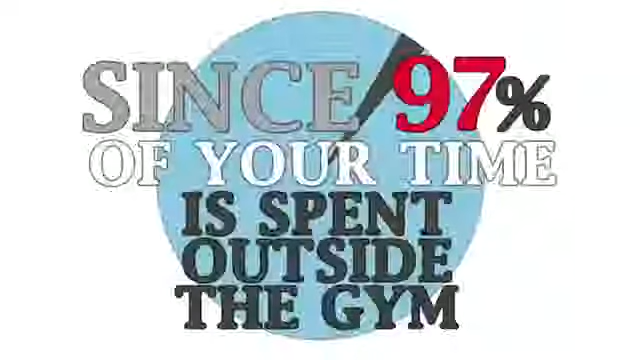 SINCE 97%
OF YOUR TIME
IS SPENT
OUTSIDE
THE GYM